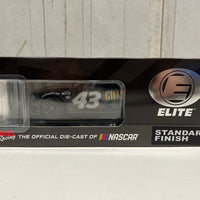 43
E
ELITE
Racing THE OFFICIAL DIE-CAST OF NASCAR
STANDARD
FINISH